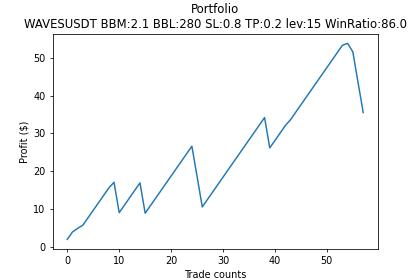 Portfolio
WAVESUSDT BBM:2.1 BBL:280 SL:0.8 TP:0.2 lev:15 WinRatio:86.0
50
40
30
20
10
0
Profit ($)
0 10 20 30 40 50
Trade counts